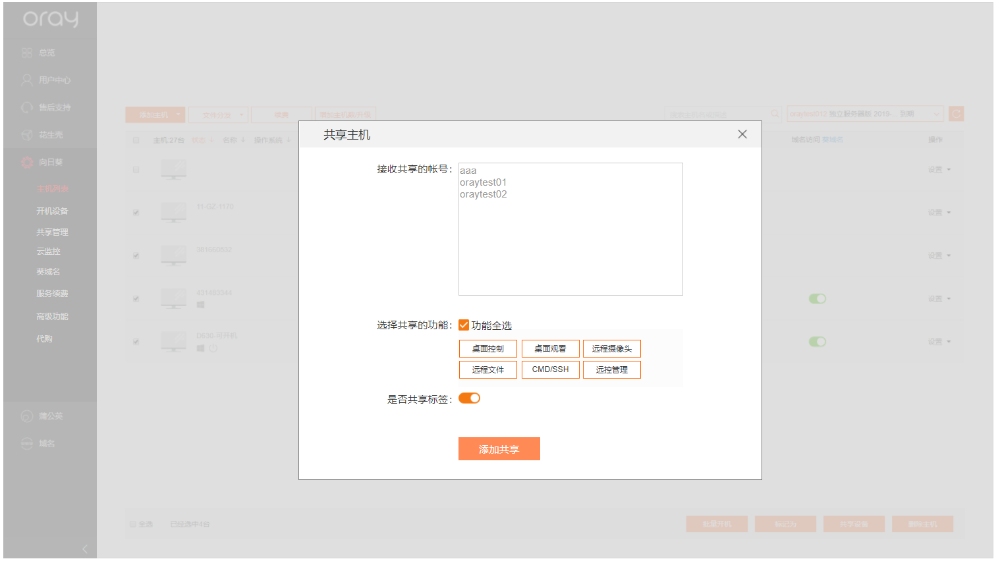 oray
总览
用户中心
售后支持
花生壳
向日葵
主机列表
开机设备
共享管理
云监控
葵域名
服务续费
高级功能
代购
蒲公英
域名
添加主机
文件分发
续费
增加主机期/升级
oraytest012 独立服务器版 2019-... 到期
主机:27台 状态 名称 操作系统
域名访问 葵域名
操作
设置
11-GZ-1170
设置
381660532
设置
设置
设置
共享主机
接收共享的帐号：
aaa
oraytest01
oraytest02
选择共享的功能： 功能全选
桌面控制 桌面观看 远程摄像头
远程文件 CMD/SSH 远控管理
是否共享标签：
添加共享
全选 已经选中4台
批量开机 标记为 共享设备 删除主机